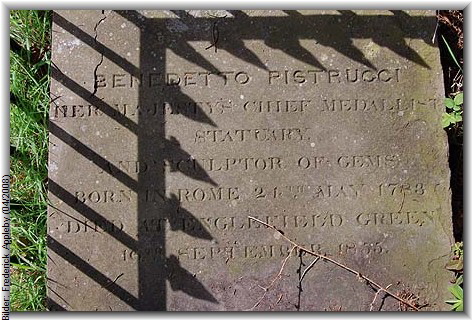 BENEDETTO PISTRUCCI
HER MAJESTY'S CHIEF MEDALLIST
STATUARY,
AND SCULPTOR OF GEMS
BORN IN ROME 24TH MAY 1783
DIED AT ENGLEFIELD GREEN
16TH SEPTEMBER 1855.
Bilder: Frederick Appleby (04/2008)